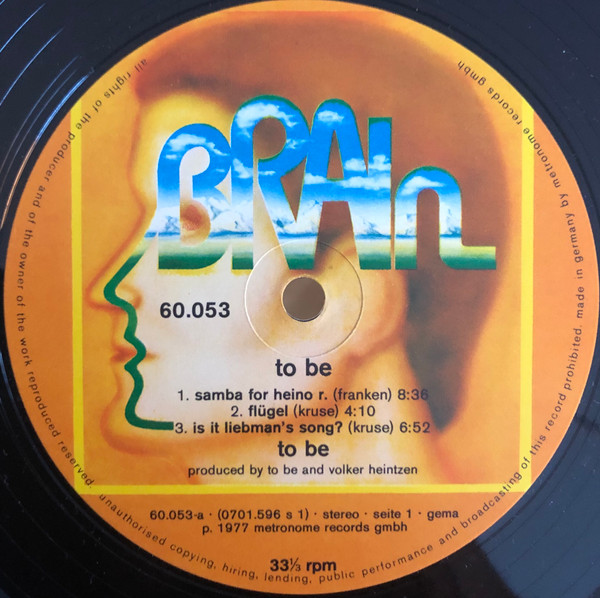 BRAIn
60.053
to be
1. samba for heino r. (franken) 8:36
2. flügel (kruse) 4:10
3. is it liebman's song? (kruse) 6:52
to be
produced by to be and volker heintzen
60.053-a · (0701.596 s 1) · stereo · seite 1 · gema
p. 1977 metronome records gmbh
33⅓ rpm
all rights of the producer and of the owner of the work reproduced reserved. unauthorised copying, hiring, lending, public performance and broadcasting of this record prohibited. made in germany by metronome records gmbh